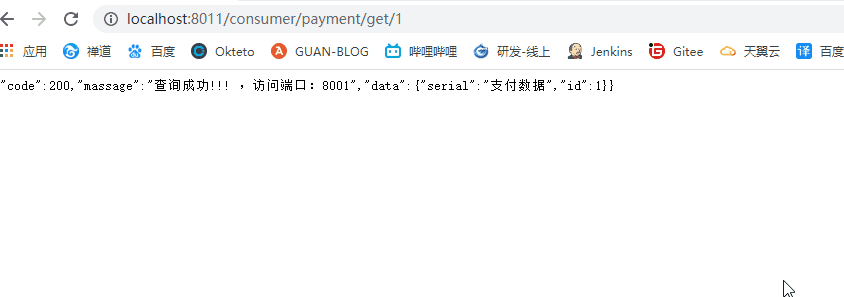 localhost:8011/consumer/payment/get/1
应用 禅道 百度 Okteto GUAN-BLOG 哔哩哔哩 研发-线上 Jenkins Gitee 天翼云 译 百度
"code":200,"massage":"查询成功!!! ，访问端口：8001","data":{"serial":"支付数据","id":1}}